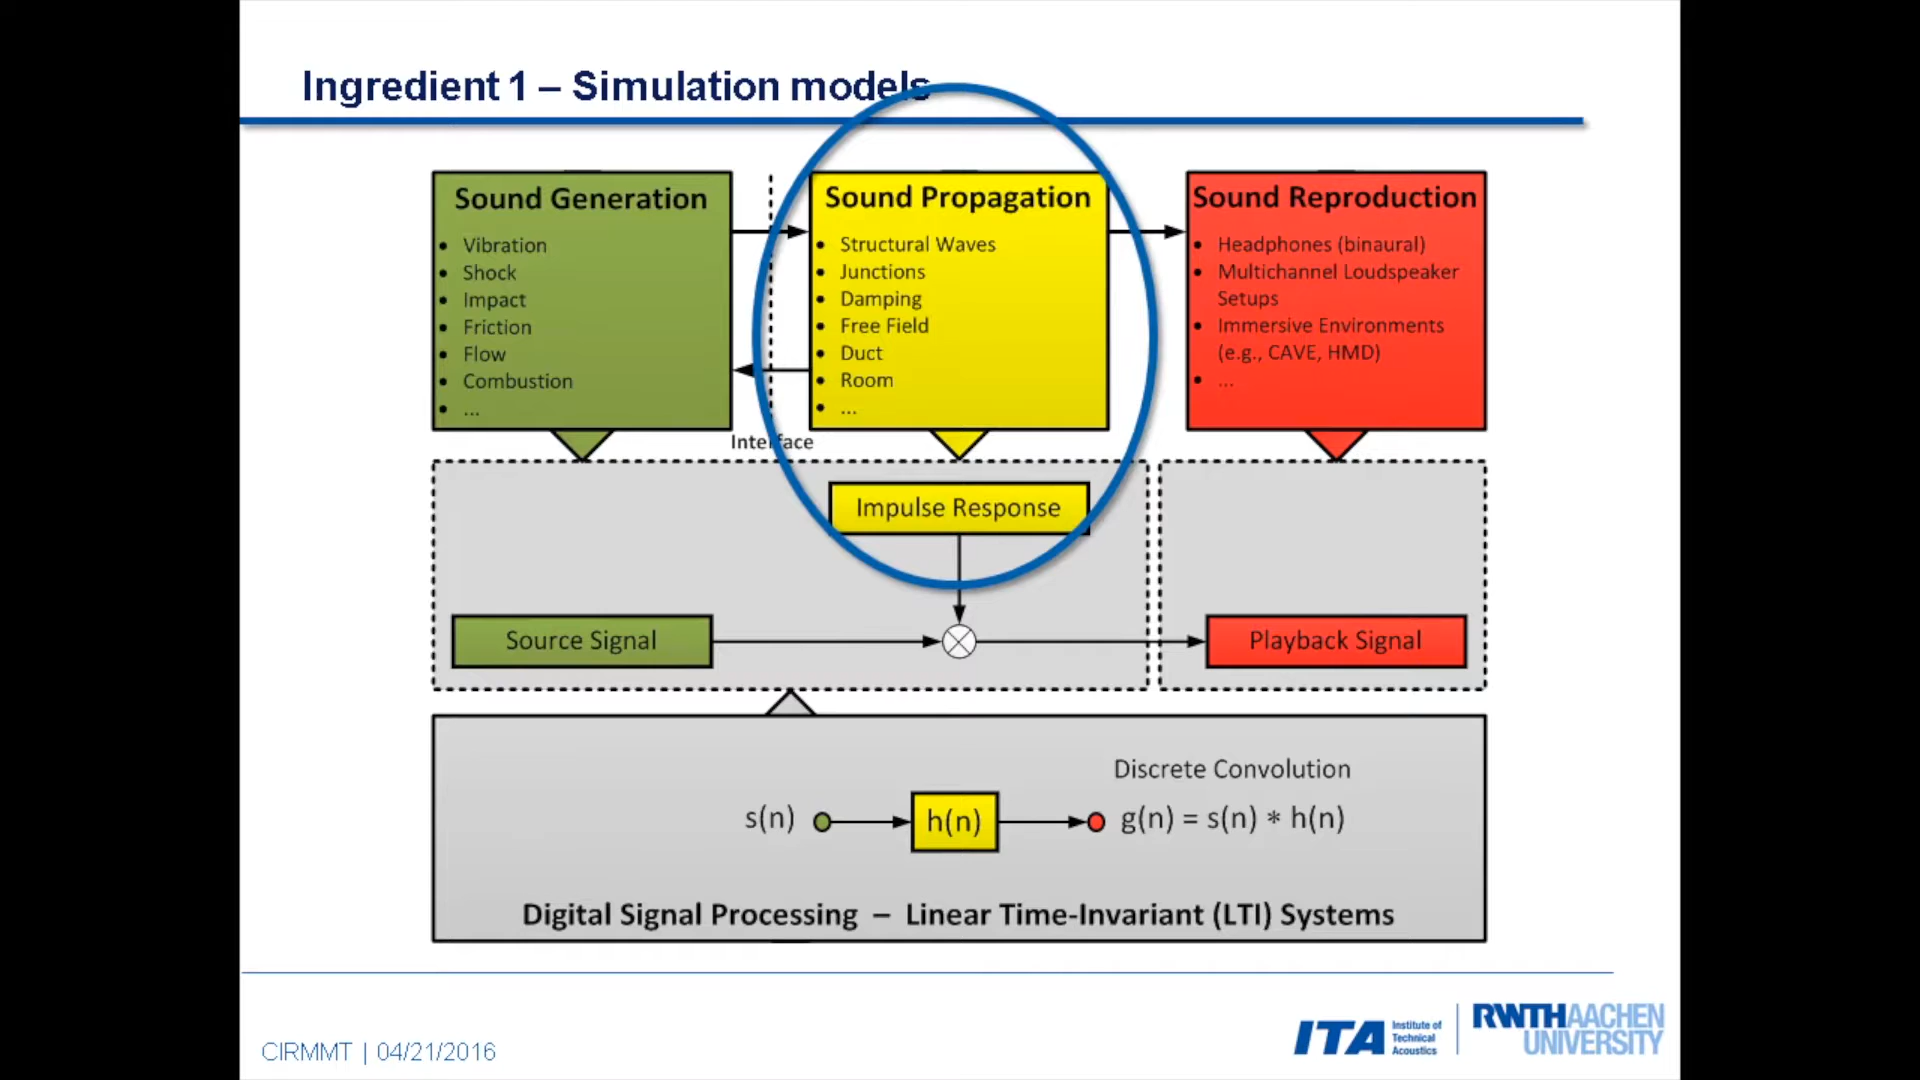 Ingredient 1 – Simulation models
Sound Generation
• Vibration
• Shock
• Impact
• Friction
• Flow
• Combustion
• ...
Interface
Sound Propagation
• Structural Waves
• Junctions
• Damping
• Free Field
• Duct
• Room
• ...
Sound Reproduction
• Headphones (binaural)
• Multichannel Loudspeaker
Setups
• Immersive Environments
(e.g., CAVE, HMD)
• ...
Impulse Response
Source Signal
Playback Signal
Discrete Convolution
s(n)
h(n)
g(n) = s(n) ∗ h(n)
Digital Signal Processing – Linear Time-Invariant (LTI) Systems
CIRMMT | 04/21/2016
ITA
Institute of
Technical
Acoustics
RWTHAACHEN
UNIVERSITY